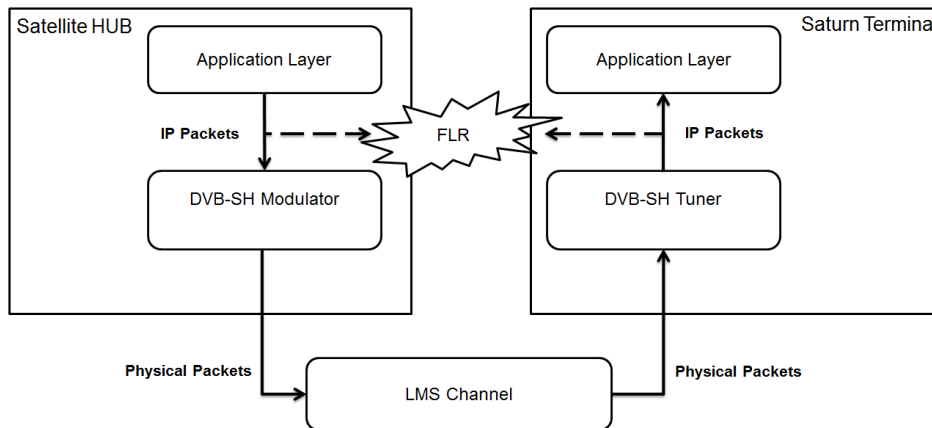 Satellite HUB
Saturn Terminal
Application Layer
Application Layer
IP Packets
FLR
IP Packets
DVB-SH Modulator
DVB-SH Tuner
Physical Packets
LMS Channel
Physical Packets